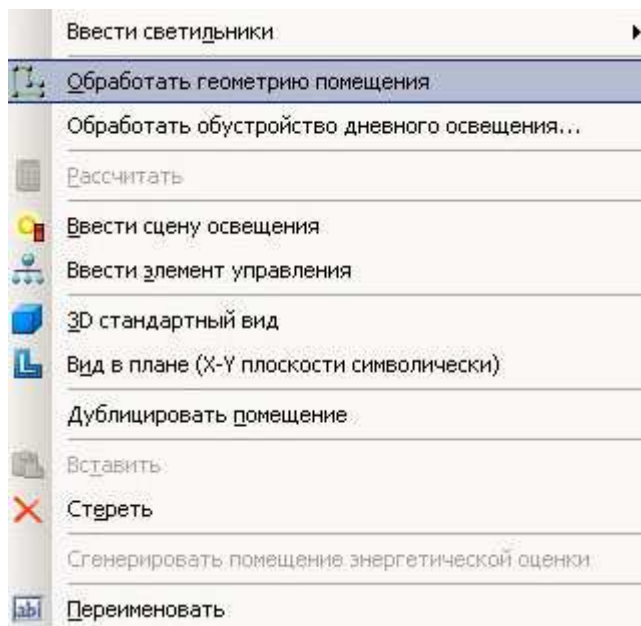 Ввести светильники
Обработать геометрию помещения
Обработать обустройство дневного освещения...
Рассчитать
Ввести сцену освещения
Ввести элемент управления
3D стандартный вид
Вид в плане (X-Y плоскости символически)
Дублицировать помещение
Вставить
Стереть
Сгенерировать помещение энергетической оценки
abl Переименовать